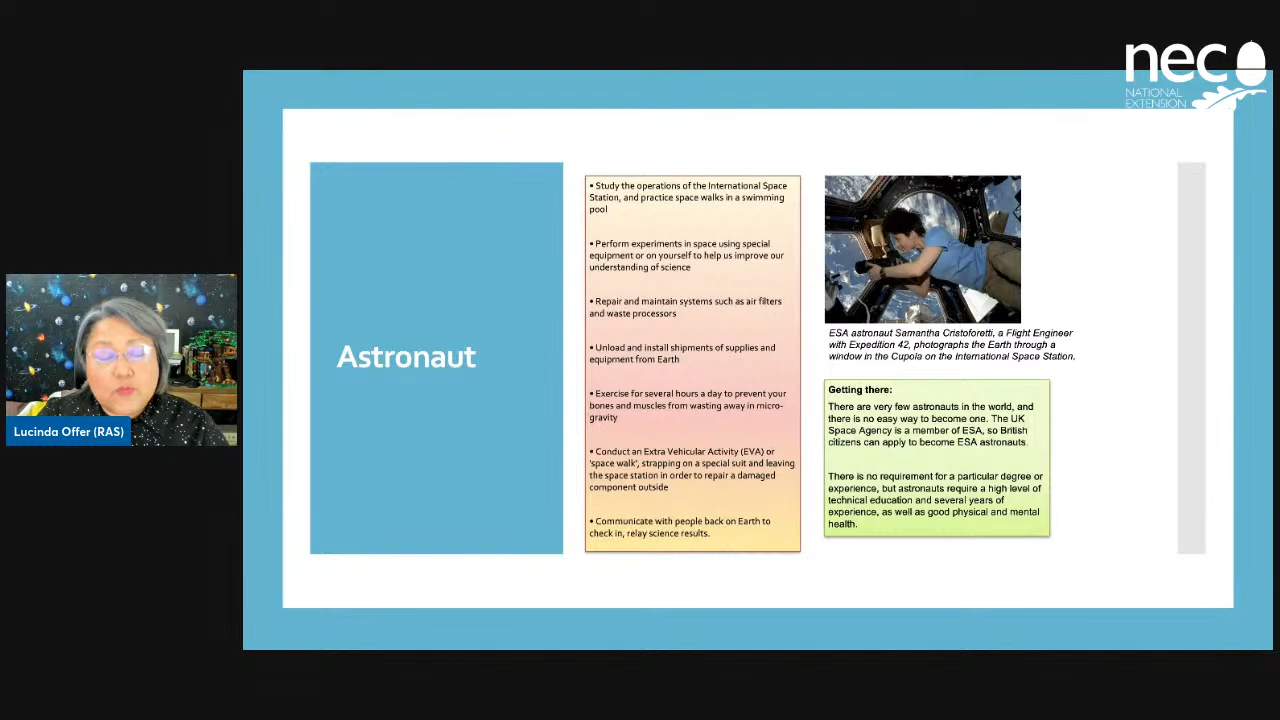 nec
NATIONAL
EXTENSION
Astronaut
• Study the operations of the International Space
Station, and practice space walks in a swimming
pool
• Perform experiments in space using special
equipment or on yourself to help us improve our
understanding of science
• Repair and maintain systems such as air filters
and waste processors
• Unload and install shipments of supplies and
equipment from Earth
• Exercise for several hours a day to prevent your
bones and muscles from wasting away in micro-
gravity
• Conduct an Extra Vehicular Activity (EVA) or
‘space walk’, strapping on a special suit and leaving
the space station in order to repair a damaged
component outside
• Communicate with people back on Earth to
check in, relay science results.
ESA astronaut Samantha Cristoforetti, a Flight Engineer
with Expedition 42, photographs the Earth through a
window in the Cupola on the International Space Station.
Getting there:
There are very few astronauts in the world, and
there is no easy way to become one. The UK
Space Agency is a member of ESA, so British
citizens can apply to become ESA astronauts.
There is no requirement for a particular degree or
experience, but astronauts require a high level of
technical education and several years of
experience, as well as good physical and mental
health.
Lucinda Offer (RAS)